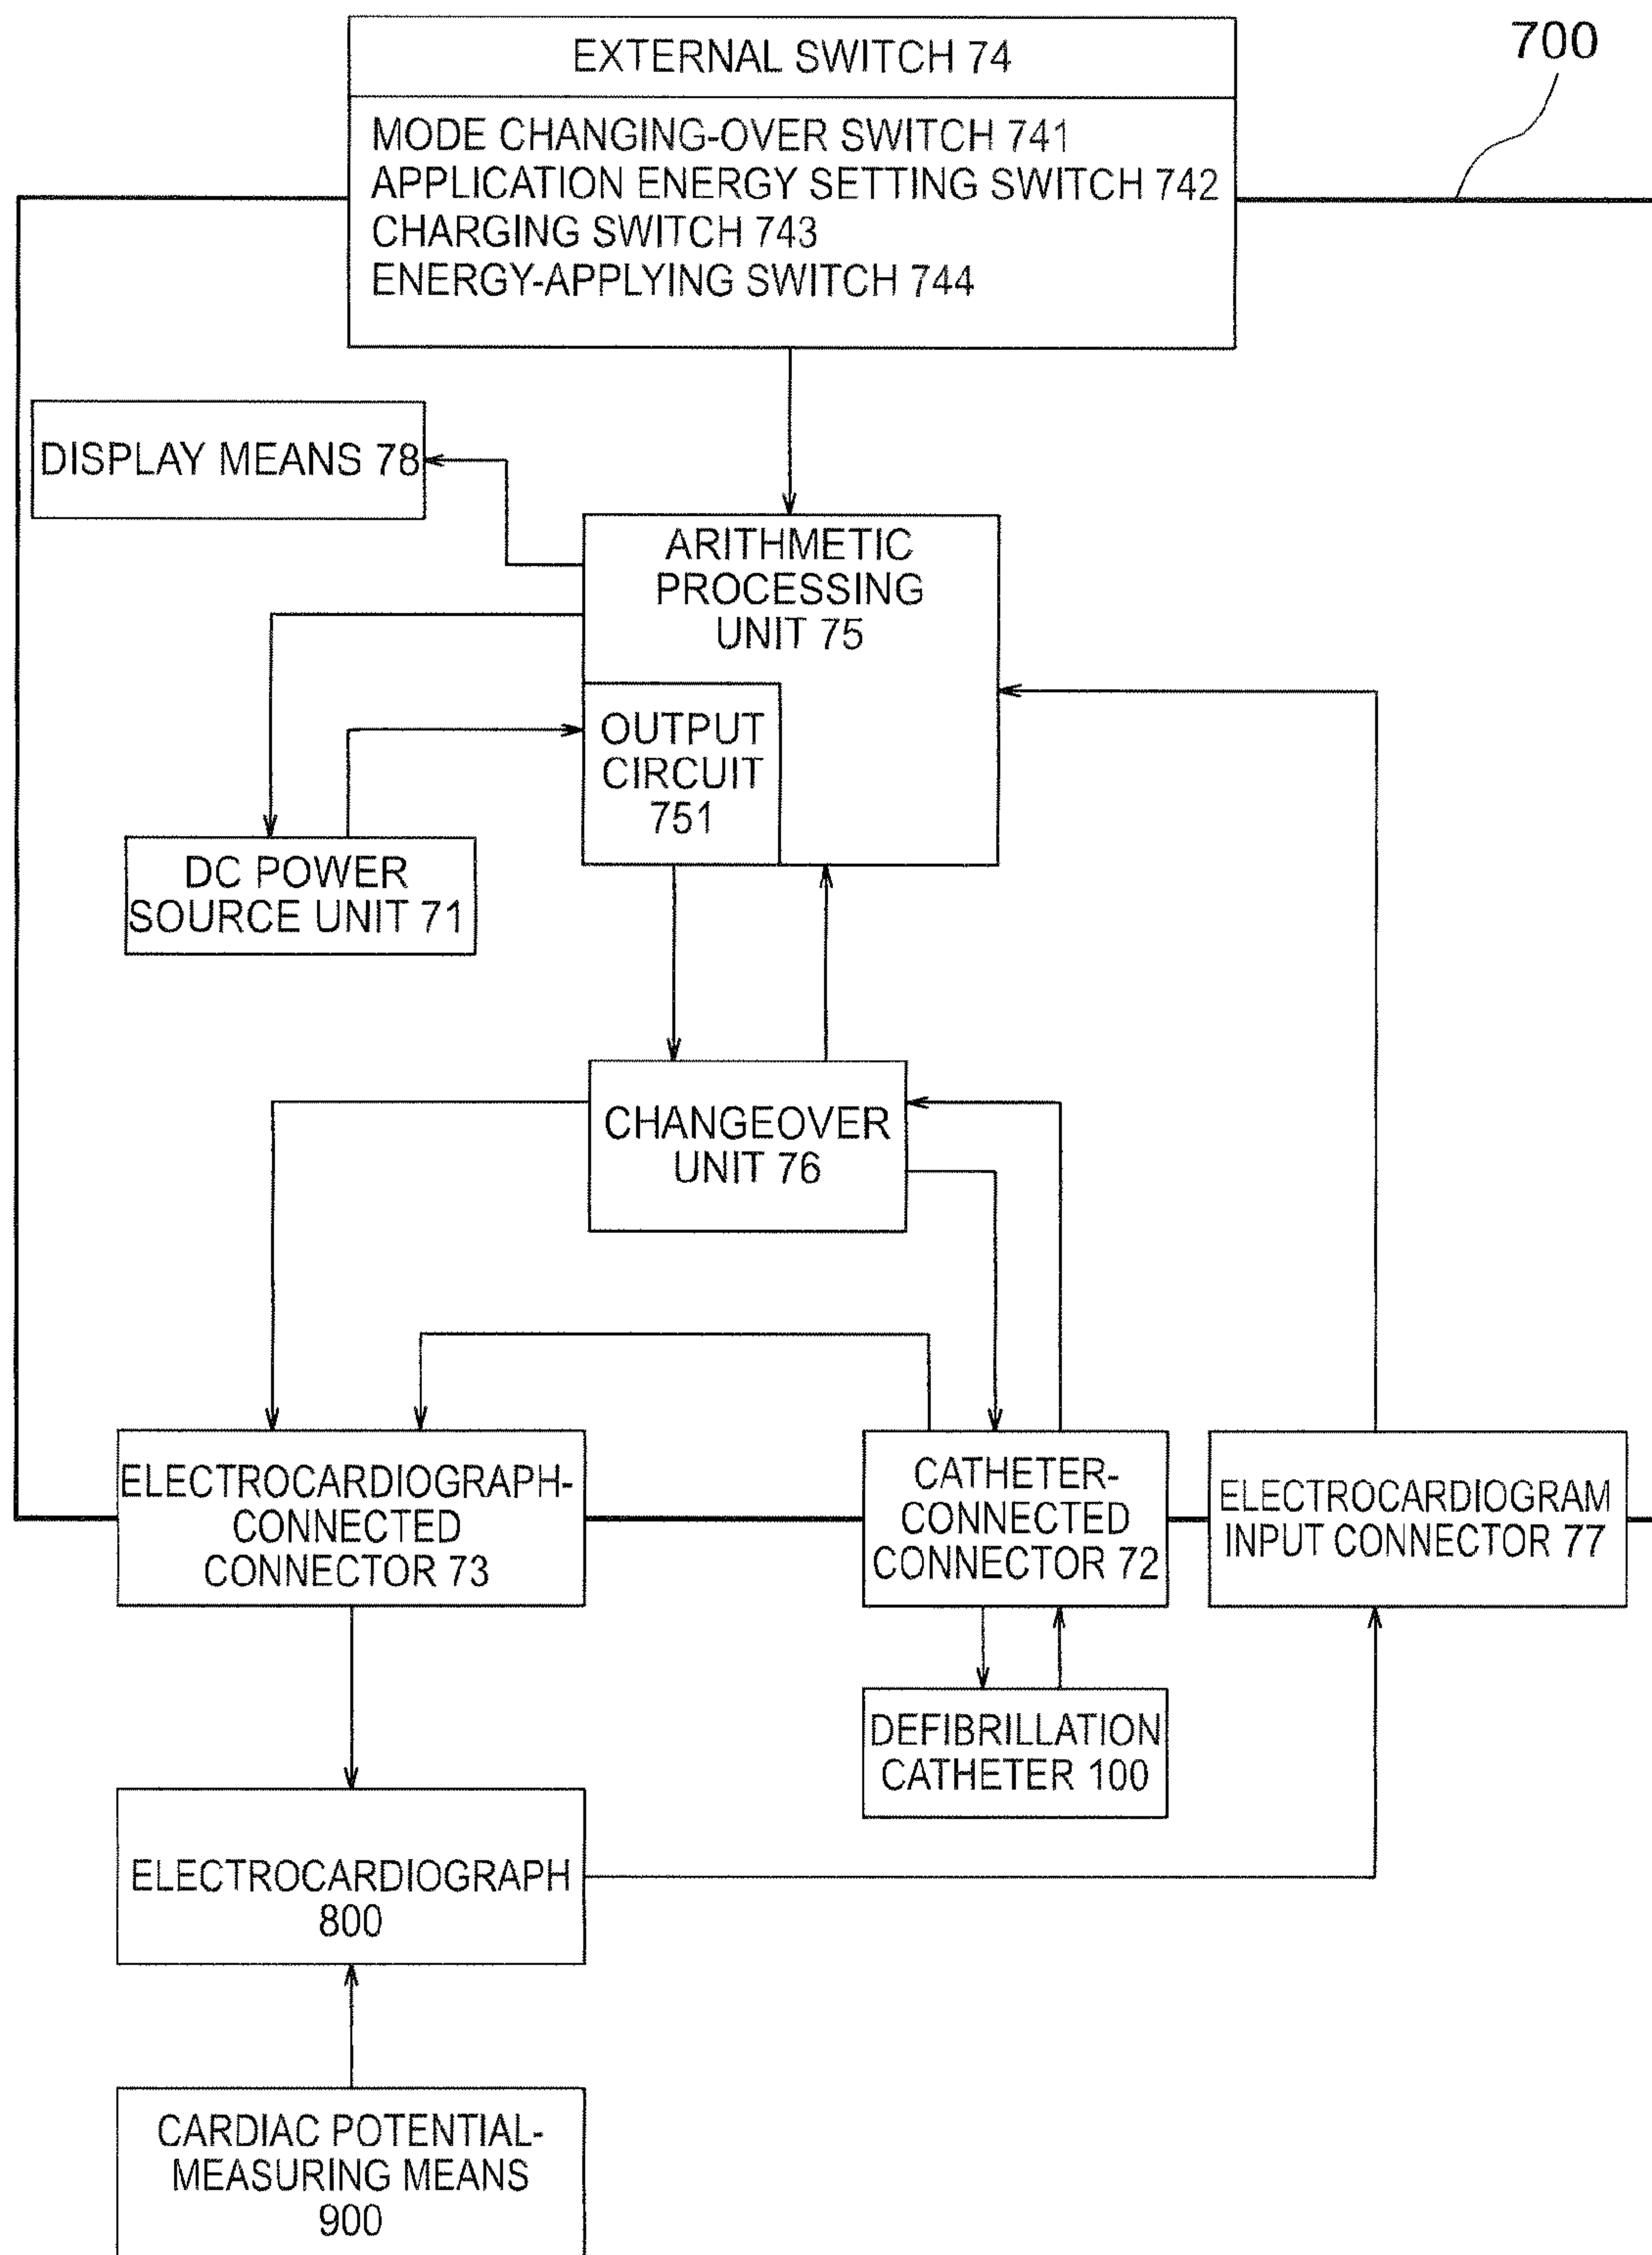 700
EXTERNAL SWITCH 74
MODE CHANGING-OVER SWITCH 741
APPLICATION ENERGY SETTING SWITCH 742
CHARGING SWITCH 743
ENERGY-APPLYING SWITCH 744
DISPLAY MEANS 78
ARITHMETIC
PROCESSING
UNIT 75
OUTPUT
CIRCUIT
751
DC POWER
SOURCE UNIT 71
CHANGEOVER
UNIT 76
ELECTROCARDIOGRAPH-
CONNECTED
CONNECTOR 73
CATHETER-
CONNECTED
CONNECTOR 72
ELECTROCARDIOGRAM
INPUT CONNECTOR 77
DEFIBRILLATION
CATHETER 100
ELECTROCARDIOGRAPH
800
CARDIAC POTENTIAL-
MEASURING MEANS
900